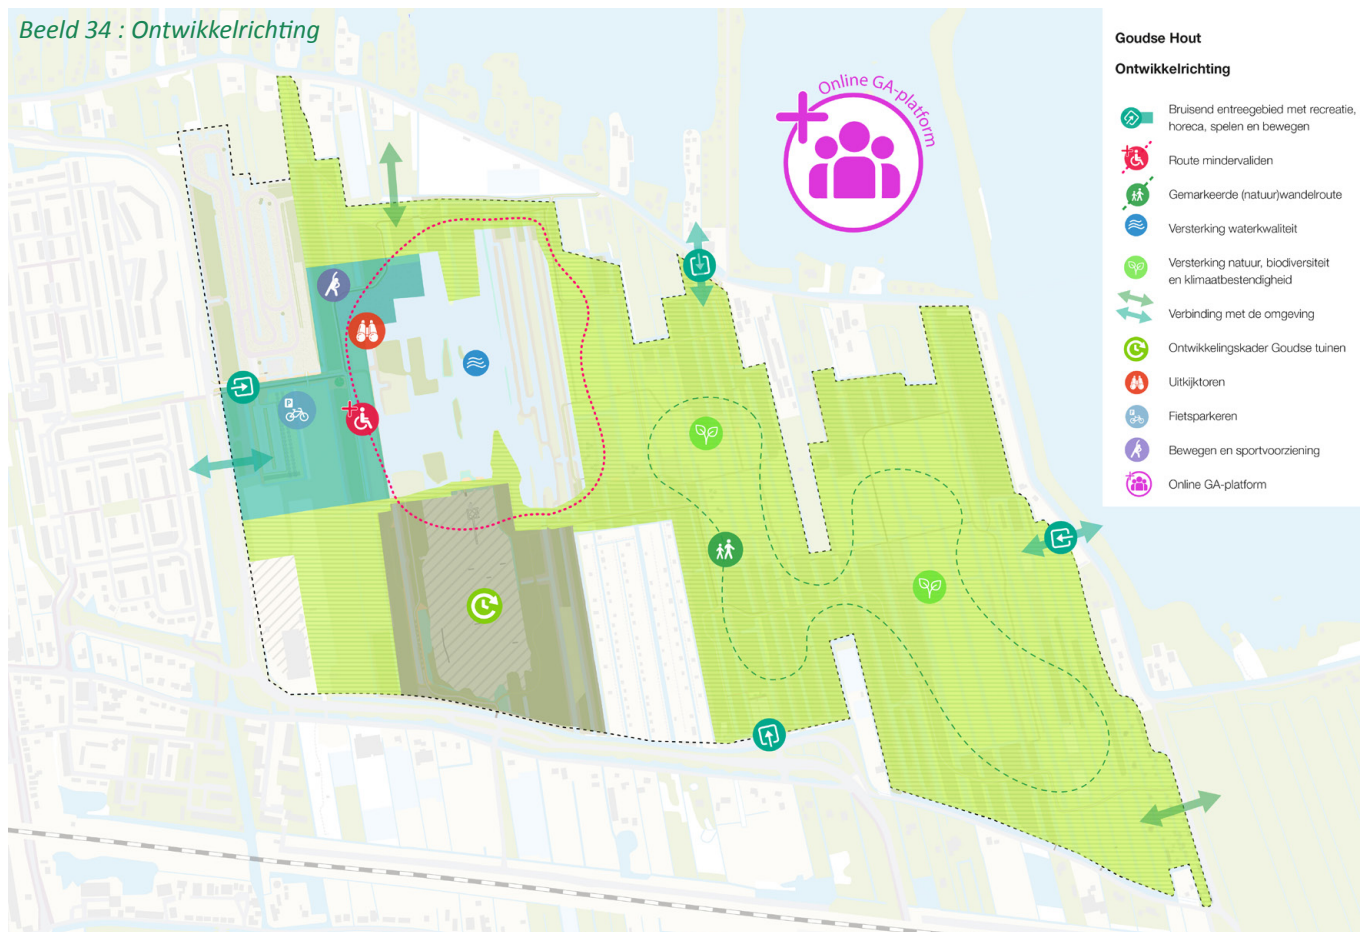 Beeld 34 : Ontwikkelrichting
Online GA-platform
Goudse Hout
Ontwikkelrichting
Bruisend entreegebied met recreatie,
horeca, spelen en bewegen
Route mindervaliden
Gemarkeerde (natuur)wandelroute
Versterking waterkwaliteit
Versterking natuur, biodiversiteit
en klimaatbestendigheid
Verbinding met de omgeving
Ontwikkelingskader Goudse tuinen
Uitkijktoren
P
Fietsparkeren
Bewegen en sportvoorziening
Online GA-platform